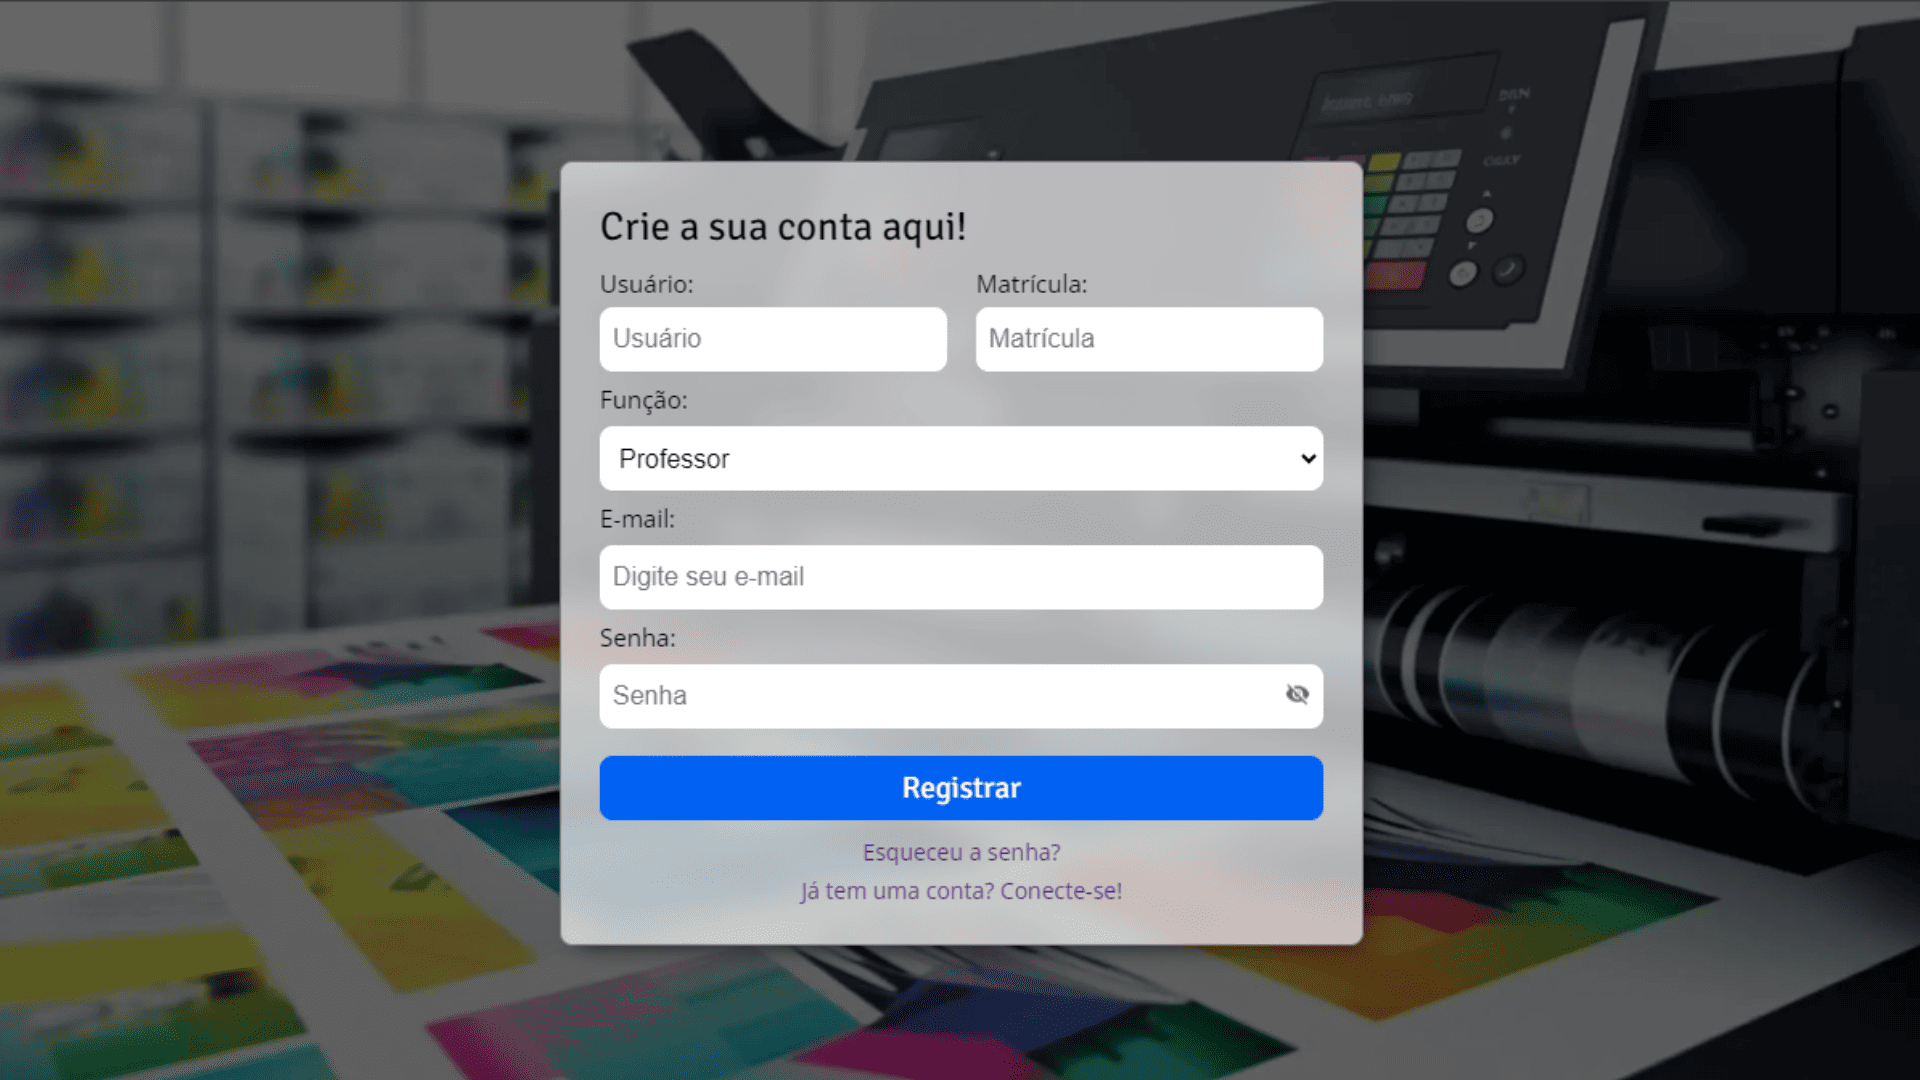 Crie a sua conta aqui!
Usuário: Matrícula:
Usuário Matrícula
Função:
Professor
E-mail:
Digite seu e-mail
Senha:
Senha
Registrar
Esqueceu a senha?
Já tem uma conta? Conecte-se!